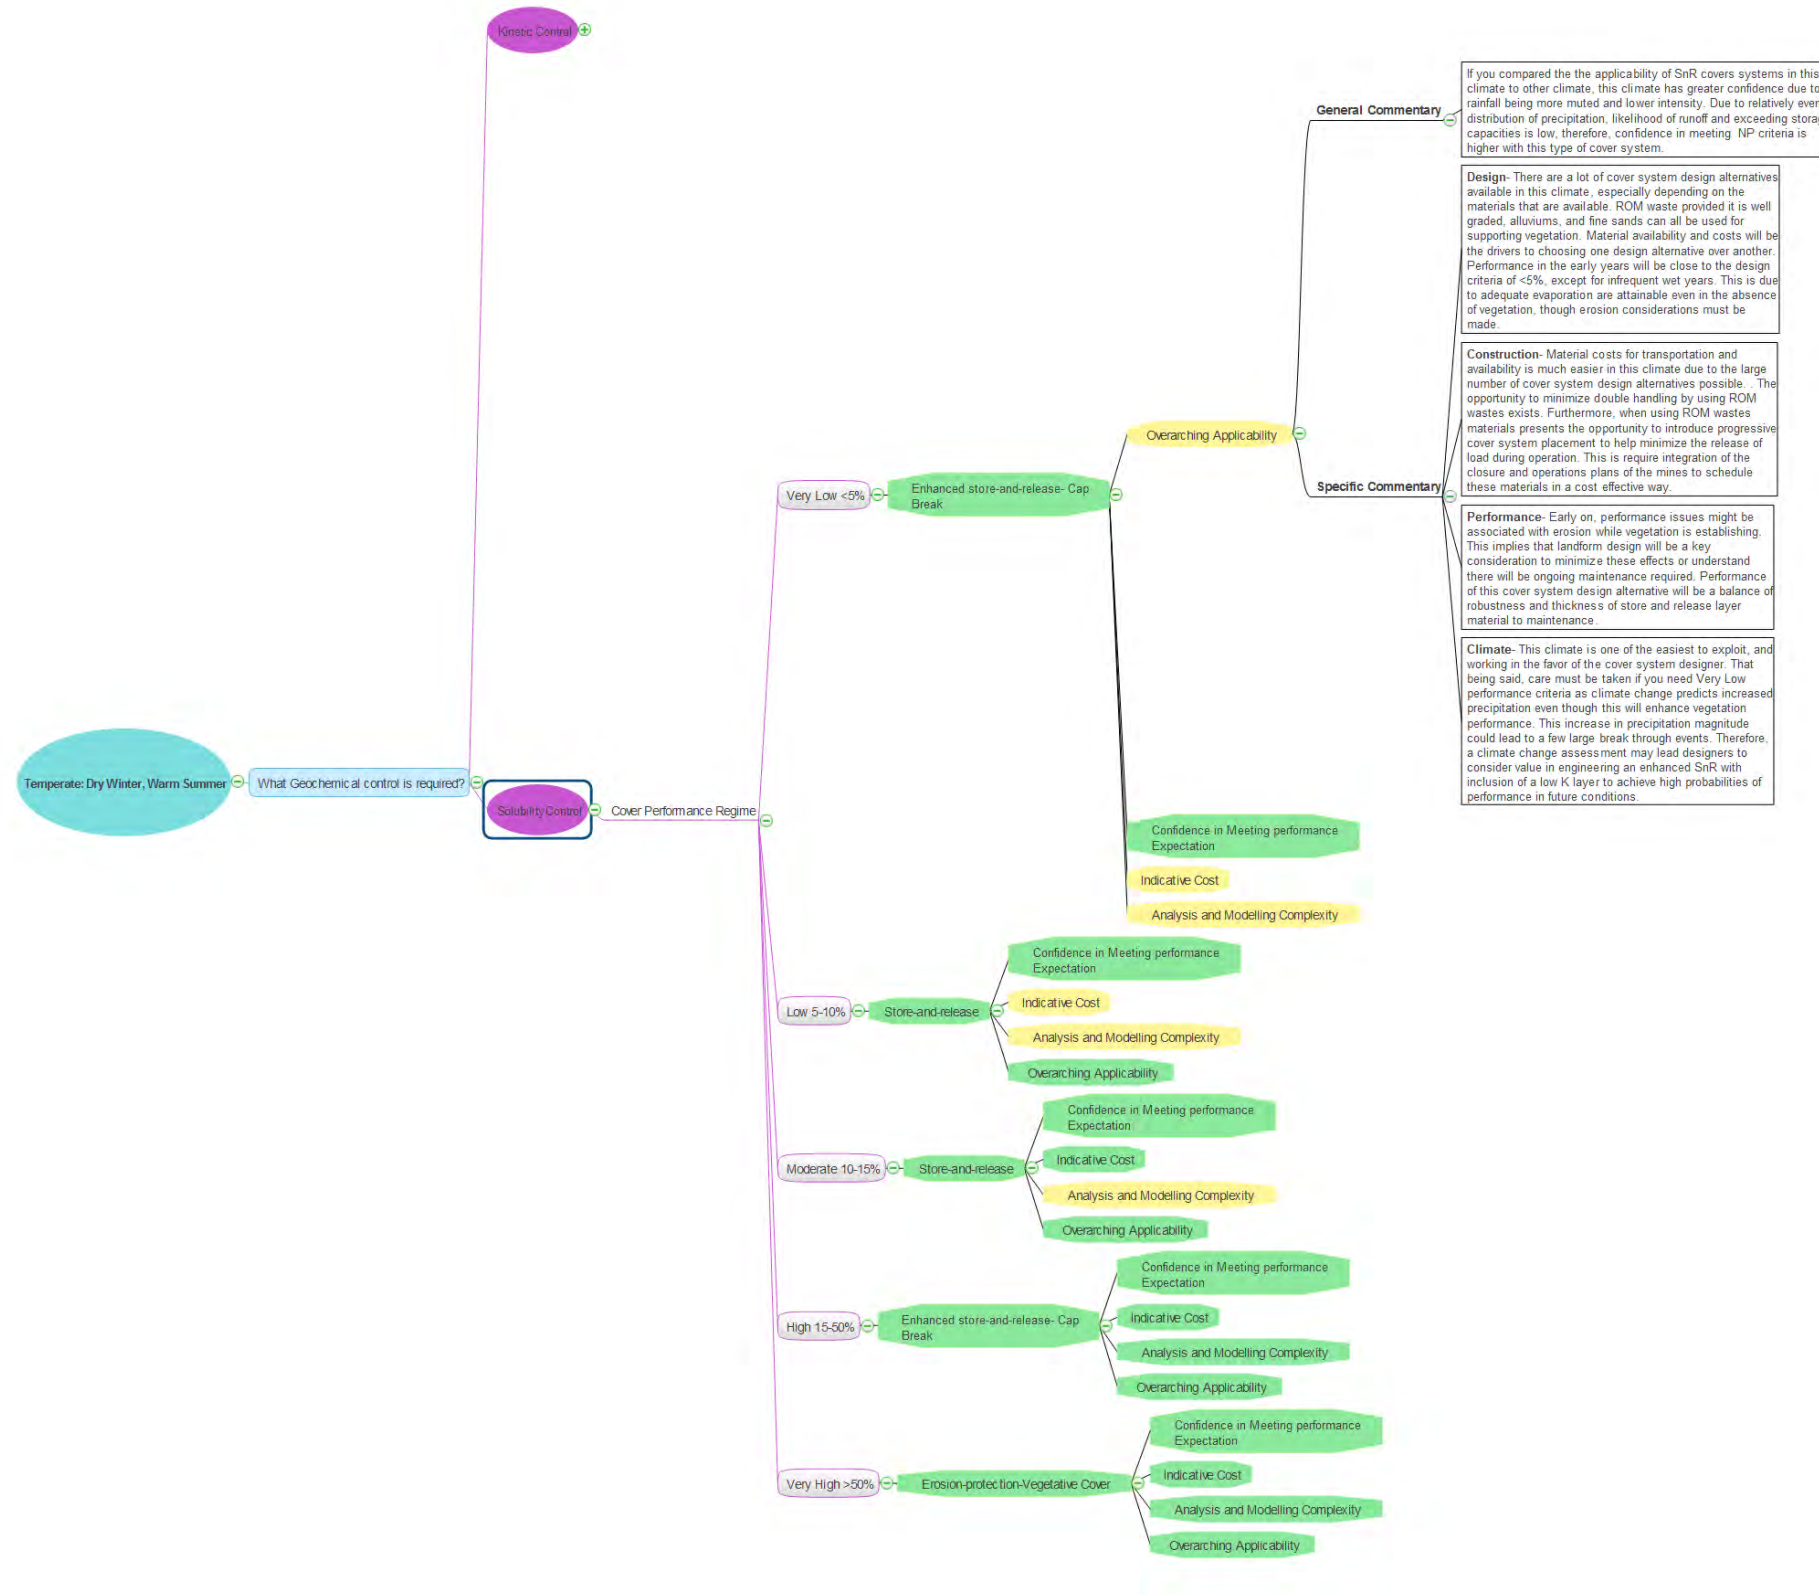 Kinetic Control
If you compared the the applicability of SnR covers systems in this
climate to other climate, this climate has greater confidence due to
rainfall being more muted and lower intensity. Due to relatively even
distribution of precipitation, likelihood of runoff and exceeding
capacities is low, therefore, confidence in meeting NP criteria is
higher with this type of cover system.
General Commentary
Design- There are a lot of cover system design alternatives
available in this climate, especially depending on the
materials that are available. ROM waste provided it is well
graded, alluviums, and fine sands can all be used for
supporting vegetation. Material availability and costs will be
the drivers to choosing one design alternative over another.
Performance in the early years will be close to the design
criteria of <5%, except for infrequent wet years. This is due
to adequate evaporation are attainable even in the absence
of vegetation, though erosion considerations must be
made.
Construction- Material costs for transportation and
availability is much easier in this climate due to the large
number of cover system design alternatives possible. . The
opportunity to minimize double handling by using ROM
wastes exists. Furthermore, when using ROM wastes
materials presents the opportunity to introduce progressive
cover system placement to help minimize the release of
load during operation. This is require integration of the
closure and operations plans of the mines to schedule
these materials in a cost effective way.
Overarching Applicability
Specific Commentary
Very Low <5%
Enhanced store-and-release- Cap
Break
Performance- Early on, performance issues might be
associated with erosion while vegetation is establishing.
This implies that landform design will be a key
consideration to minimize these effects or understand
there will be ongoing maintenance required. Performance
of this cover system design alternative will be a balance of
robustness and thickness of store and release layer
material to maintenance.
Climate- This climate is one of the easiest to exploit, and
working in the favor of the cover system designer. That
being said, care must be taken if you need Very Low
performance criteria as climate change predicts increased
precipitation even though this will enhance vegetation
performance. This increase in precipitation magnitude
could lead to a few large break through events. Therefore,
a climate change assessment may lead designers to
consider value in engineering an enhanced SnR with
inclusion of a low K layer to achieve high probabilities of
performance in future conditions.
Temperate: Dry Winter, Warm Summer
What Geochemical control is required?
Solubility Control
Cover Performance Regime
Confidence in Meeting performance
Expectation
Indicative Cost
Analysis and Modelling Complexity
Low 5-10%
Store-and-release
Confidence in Meeting performance
Expectation
Indicative Cost
Analysis and Modelling Complexity
Overarching Applicability
Moderate 10-15%
Store-and-release
Confidence in Meeting performance
Expectation
Indicative Cost
Analysis and Modelling Complexity
Overarching Applicability
High 15-50%
Enhanced store-and-release- Cap
Break
Confidence in Meeting performance
Expectation
Indicative Cost
Analysis and Modelling Complexity
Overarching Applicability
Very High >50%
Erosion-protection-Vegetative Cover
Confidence in Meeting performance
Expectation
Indicative Cost
Analysis and Modelling Complexity
Overarching Applicability